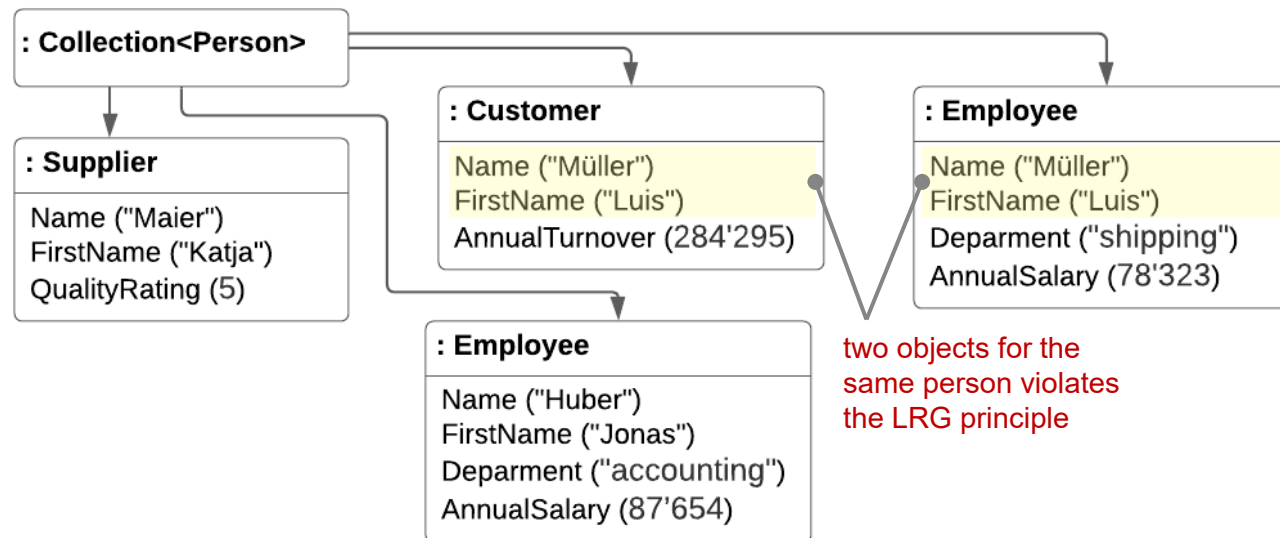 : Collection<Person>
: Supplier
Name ("Maier")
FirstName ("Katja")
QualityRating (5)
: Customer
Name ("Müller")
FirstName ("Luis")
AnnualTurnover (284'295)
: Employee
Name ("Müller")
FirstName ("Luis")
Deparment ("shipping")
AnnualSalary (78'323)
: Employee
Name ("Huber")
FirstName ("Jonas")
Deparment ("accounting")
AnnualSalary (87’654)
two objects for the
same person violates
the LRG principle